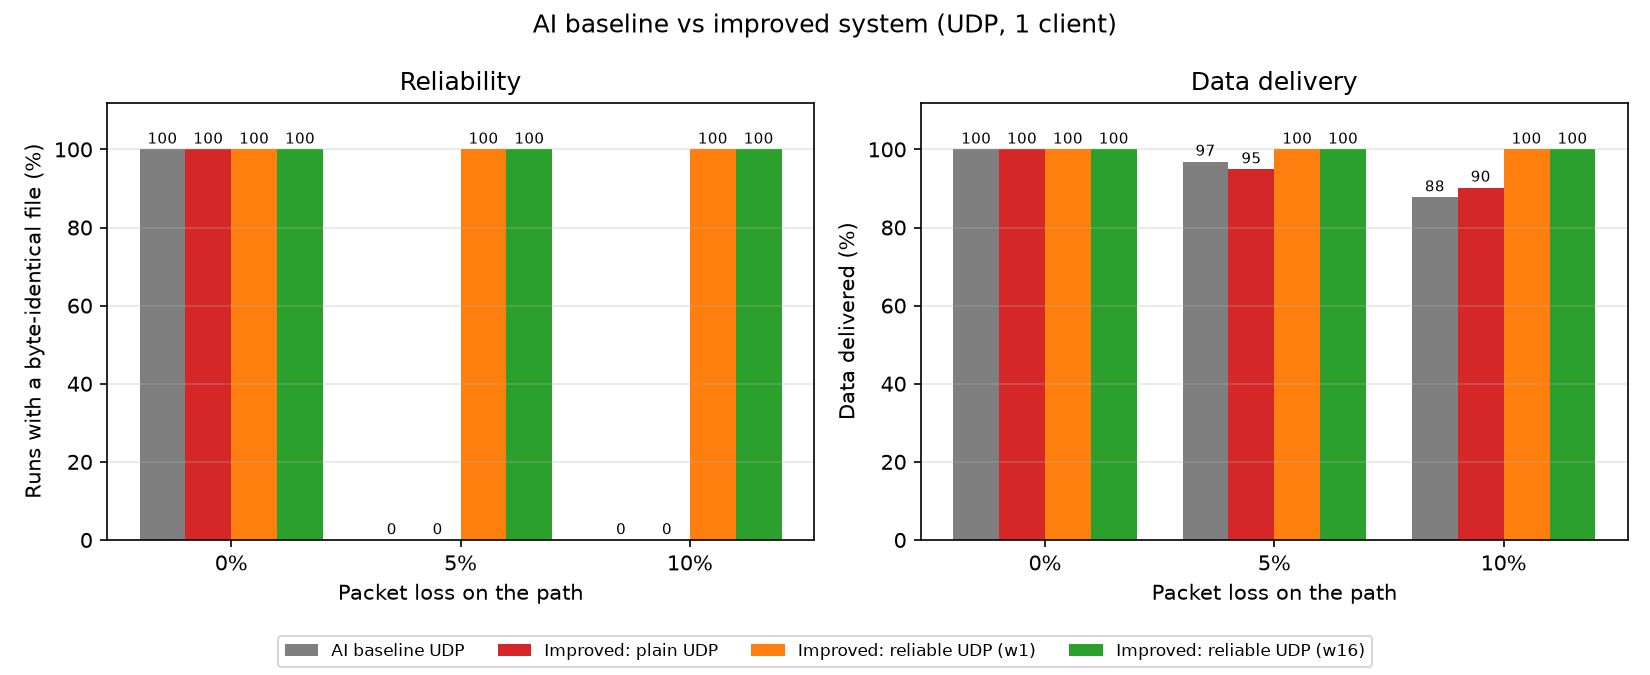 AI baseline vs improved system (UDP, 1 client)
Reliability
Runs with a byte-identical file (%)
100
80
60
40
20
0
100 100 100 100
0 0 100 100
0 0 100 100
0% 5% 10%
Packet loss on the path
Data delivery
Data delivered (%)
100
80
60
40
20
0
100 100 100 100
97 95 100 100
88 90 100 100
0% 5% 10%
Packet loss on the path
AI baseline UDP Improved: plain UDP Improved: reliable UDP (w1) Improved: reliable UDP (w16)